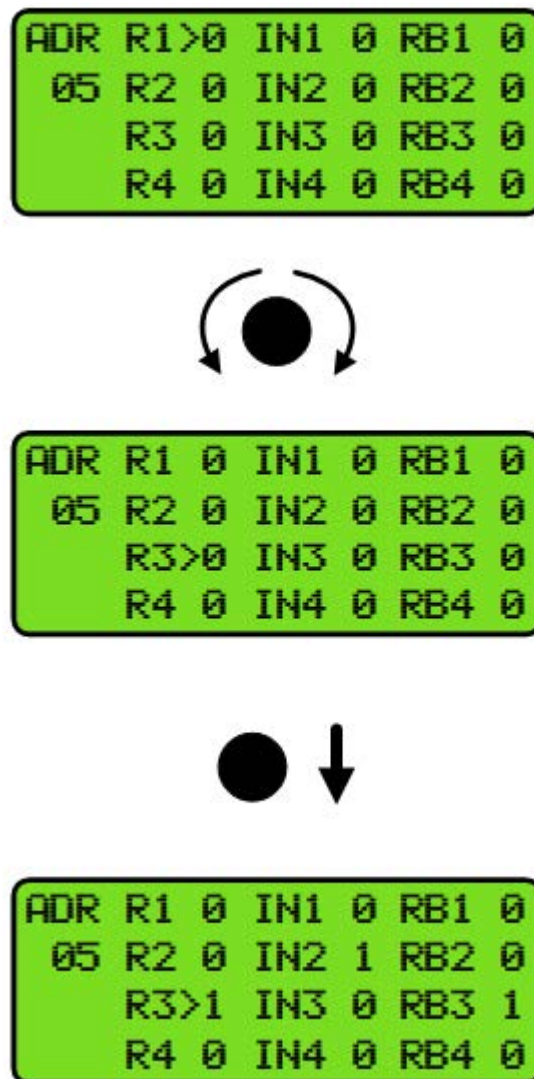 ADR R1>0 IN1 0 RB1 0
05 R2 0 IN2 0 RB2 0
R3 0 IN3 0 RB3 0
R4 0 IN4 0 RB4 0
ADR R1 0 IN1 0 RB1 0
05 R2 0 IN2 0 RB2 0
R3>0 IN3 0 RB3 0
R4 0 IN4 0 RB4 0
ADR R1 0 IN1 0 RB1 0
05 R2 0 IN2 1 RB2 0
R3>1 IN3 0 RB3 1
R4 0 IN4 0 RB4 0